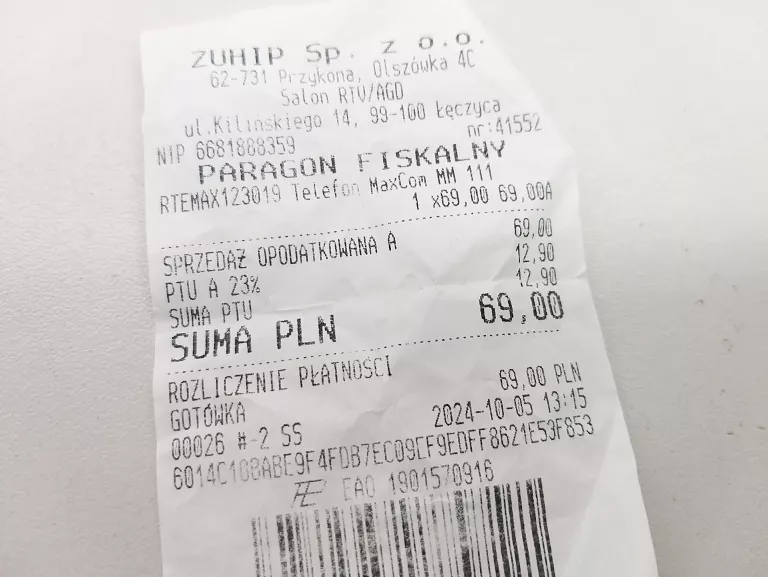 ZUHIP Sp. z o.o.
62-731 Przykona, Olszówka 4C
Salon RTV/AGD
ul.Kilińskiego 14, 99-100 Łęczyca
NIP 6681888359 nr:41552
PARAGON FISKALNY
RTEMAX123019 Telefon MaxCom MM 111
1 x69,00 69,00A
SPRZEDAŻ OPODATKOWANA A 69,00
PTU A 23% 12,90
SUMA PTU 12,90
SUMA PLN 69,00
ROZLICZENIE PŁATNOŚCI
GOTÓWKA 69,00 PLN
00026 #-2 SS 2024-10-05 13:15
6014C108ABE9F4FDB7EC09EF9EDFF8621E53F853
EAO 1901570916